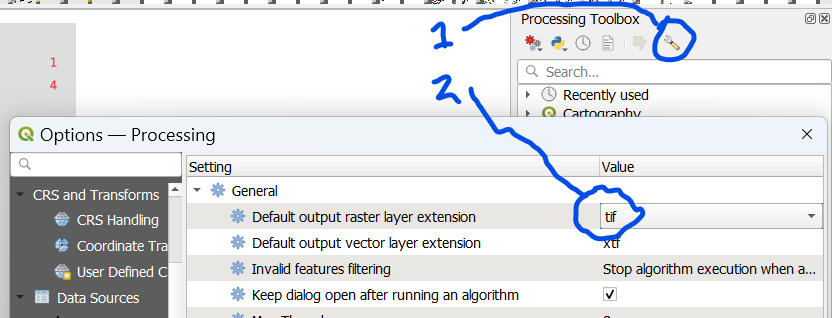 1
Processing Toolbox
1
4
2
Search...
Recently used
Cartography
Options — Processing
Setting
Value
CRS and Transforms
General
CRS Handling
Default output raster layer extension
tif
Coordinate Tra
Default output vector layer extension
xtf
User Defined C
Invalid features filtering
Stop algorithm execution when a...
Data Sources
Keep dialog open after running an algorithm